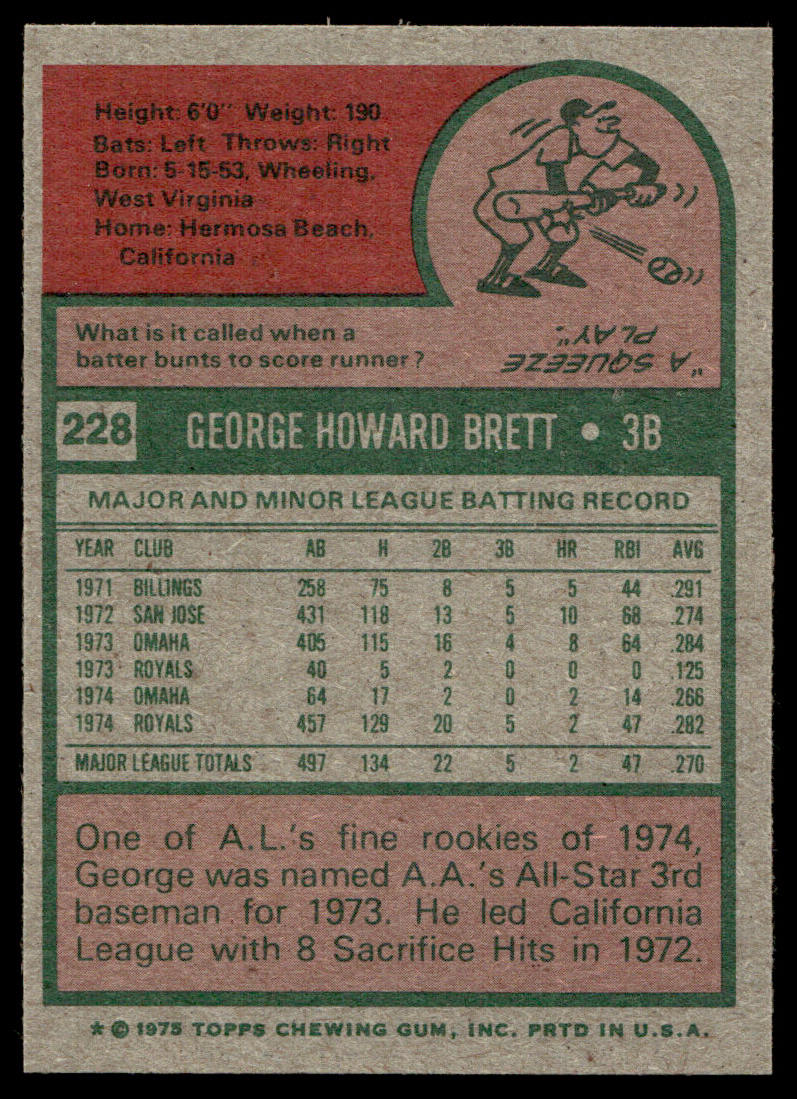 Height: 6'0" Weight: 190
Bats: Left Throws: Right
Born: 5-15-53, Wheeling,
West Virginia
Home: Hermosa Beach,
California
What is it called when a
batter bunts to score runner?
"A SQUEEZE
PLAY".
228 GEORGE HOWARD BRETT • 3B
MAJOR AND MINOR LEAGUE BATTING RECORD
YEAR CLUB AB H 2B 3B HR RBI AVG
1971 BILLINGS 258 75 8 5 5 44 .291
1972 SAN JOSE 431 118 13 5 10 68 .274
1973 OMAHA 405 115 16 4 8 64 .284
1973 ROYALS 40 5 2 0 0 0 .125
1974 OMAHA 64 17 2 0 2 14 .266
1974 ROYALS 457 129 20 5 2 47 .282
MAJOR LEAGUE TOTALS 497 134 22 5 2 47 .270
One of A.L.'s fine rookies of 1974,
George was named A.A.'s All-Star 3rd
baseman for 1973. He led California
League with 8 Sacrifice Hits in 1972.
* © 1975 TOPPS CHEWING GUM, INC. PRTD IN U.S.A.